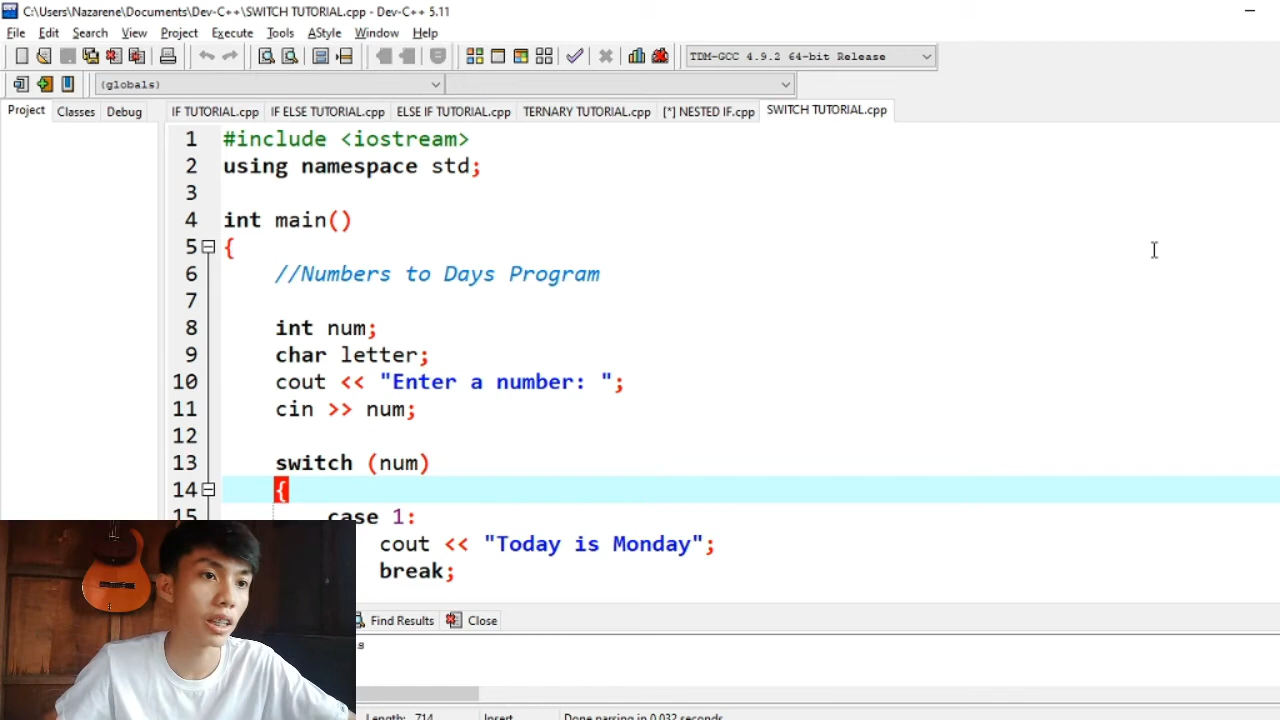 C:\Users\Nazarene\Documents\Dev-C++\SWITCH TUTORIAL.cpp - Dev-C++ 5.11
File Edit Search View Project Execute Tools AStyle Window Help
TDM-GCC 4.9.2 64-bit Release
(globals)
Project Classes Debug IF TUTORIAL.cpp IF ELSE TUTORIAL.cpp ELSE IF TUTORIAL.cpp TERNARY TUTORIAL.cpp [*] NESTED IF.cpp SWITCH TUTORIAL.cpp
1 #include <iostream>
2 using namespace std;
3
4 int main()
5 {
6 //Numbers to Days Program
7
8 int num;
9 char letter;
10 cout << "Enter a number: ";
11 cin >> num;
12
13 switch (num)
14 {
15 case 1:
cout << "Today is Monday";
break;
Find Results Close
Length: 714 Insert Done parsing in 0.032 seconds